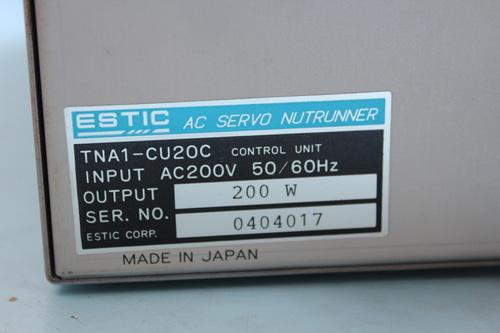 ESTIC AC SERVO NUTRUNNER
TNA1-CU20C CONTROL UNIT
INPUT AC200V 50/60Hz
OUTPUT 200 W
SER. NO. 0404017
ESTIC CORP.
MADE IN JAPAN